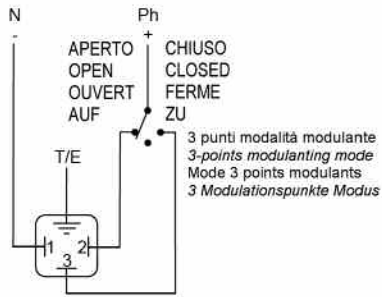 N
Ph
-
+
APERTO
OPEN
OUVERT
AUF
CHIUSO
CLOSED
FERME
ZU
3 punti modalità modulante
3-points modulanting mode
Mode 3 points modulants
3 Modulationspunkte Modus
T/E
1
2
3